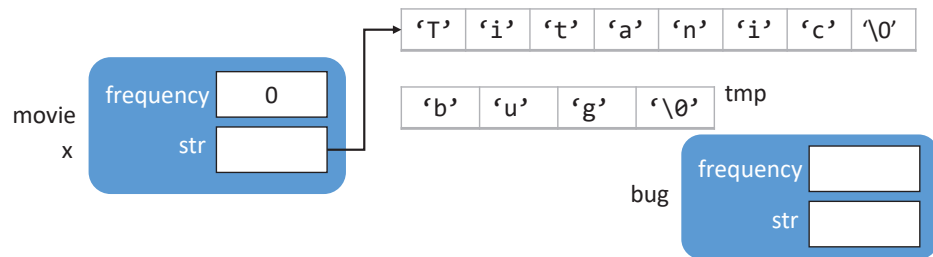 ‘T’ ‘i’ ‘t’ ‘a’ ‘n’ ‘i’ ‘c’ ‘\0’
frequency 0
movie
x
str
‘b’ ‘u’ ‘g’ ‘\0’ tmp
frequency
bug
str